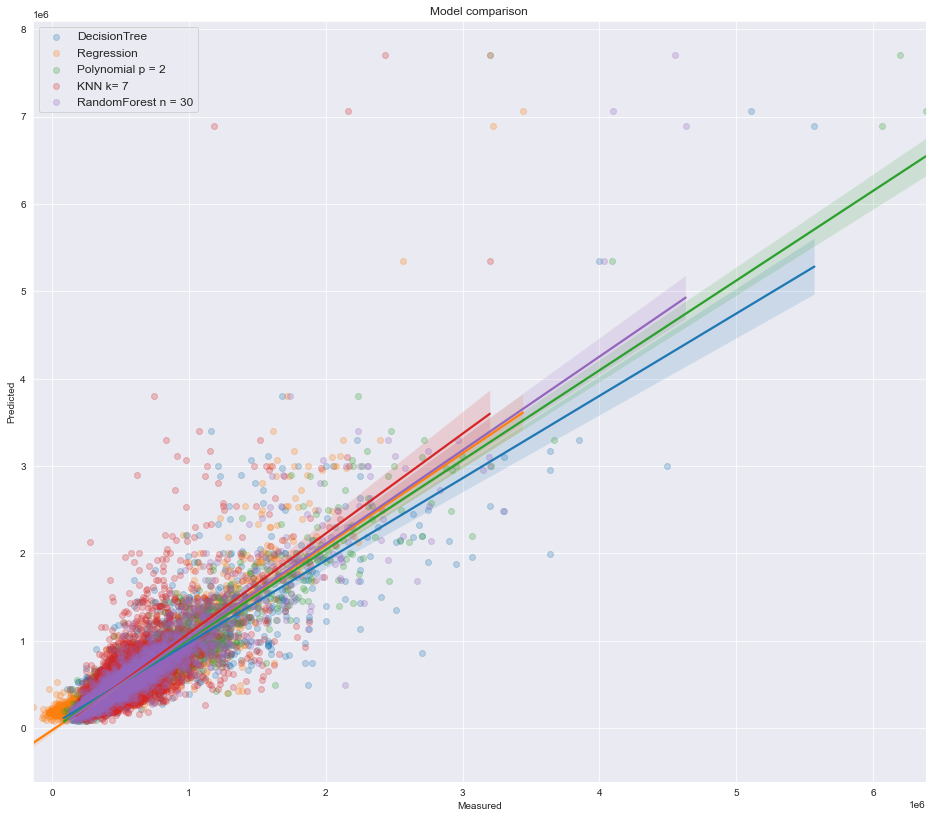 Model comparison
1e6
DecisionTree
Regression
Polynomial p = 2
KNN k= 7
RandomForest n = 30
8
7
6
5
4
3
2
1
0
Predicted
0 1 2 3 4 5 6
Measured
1e6